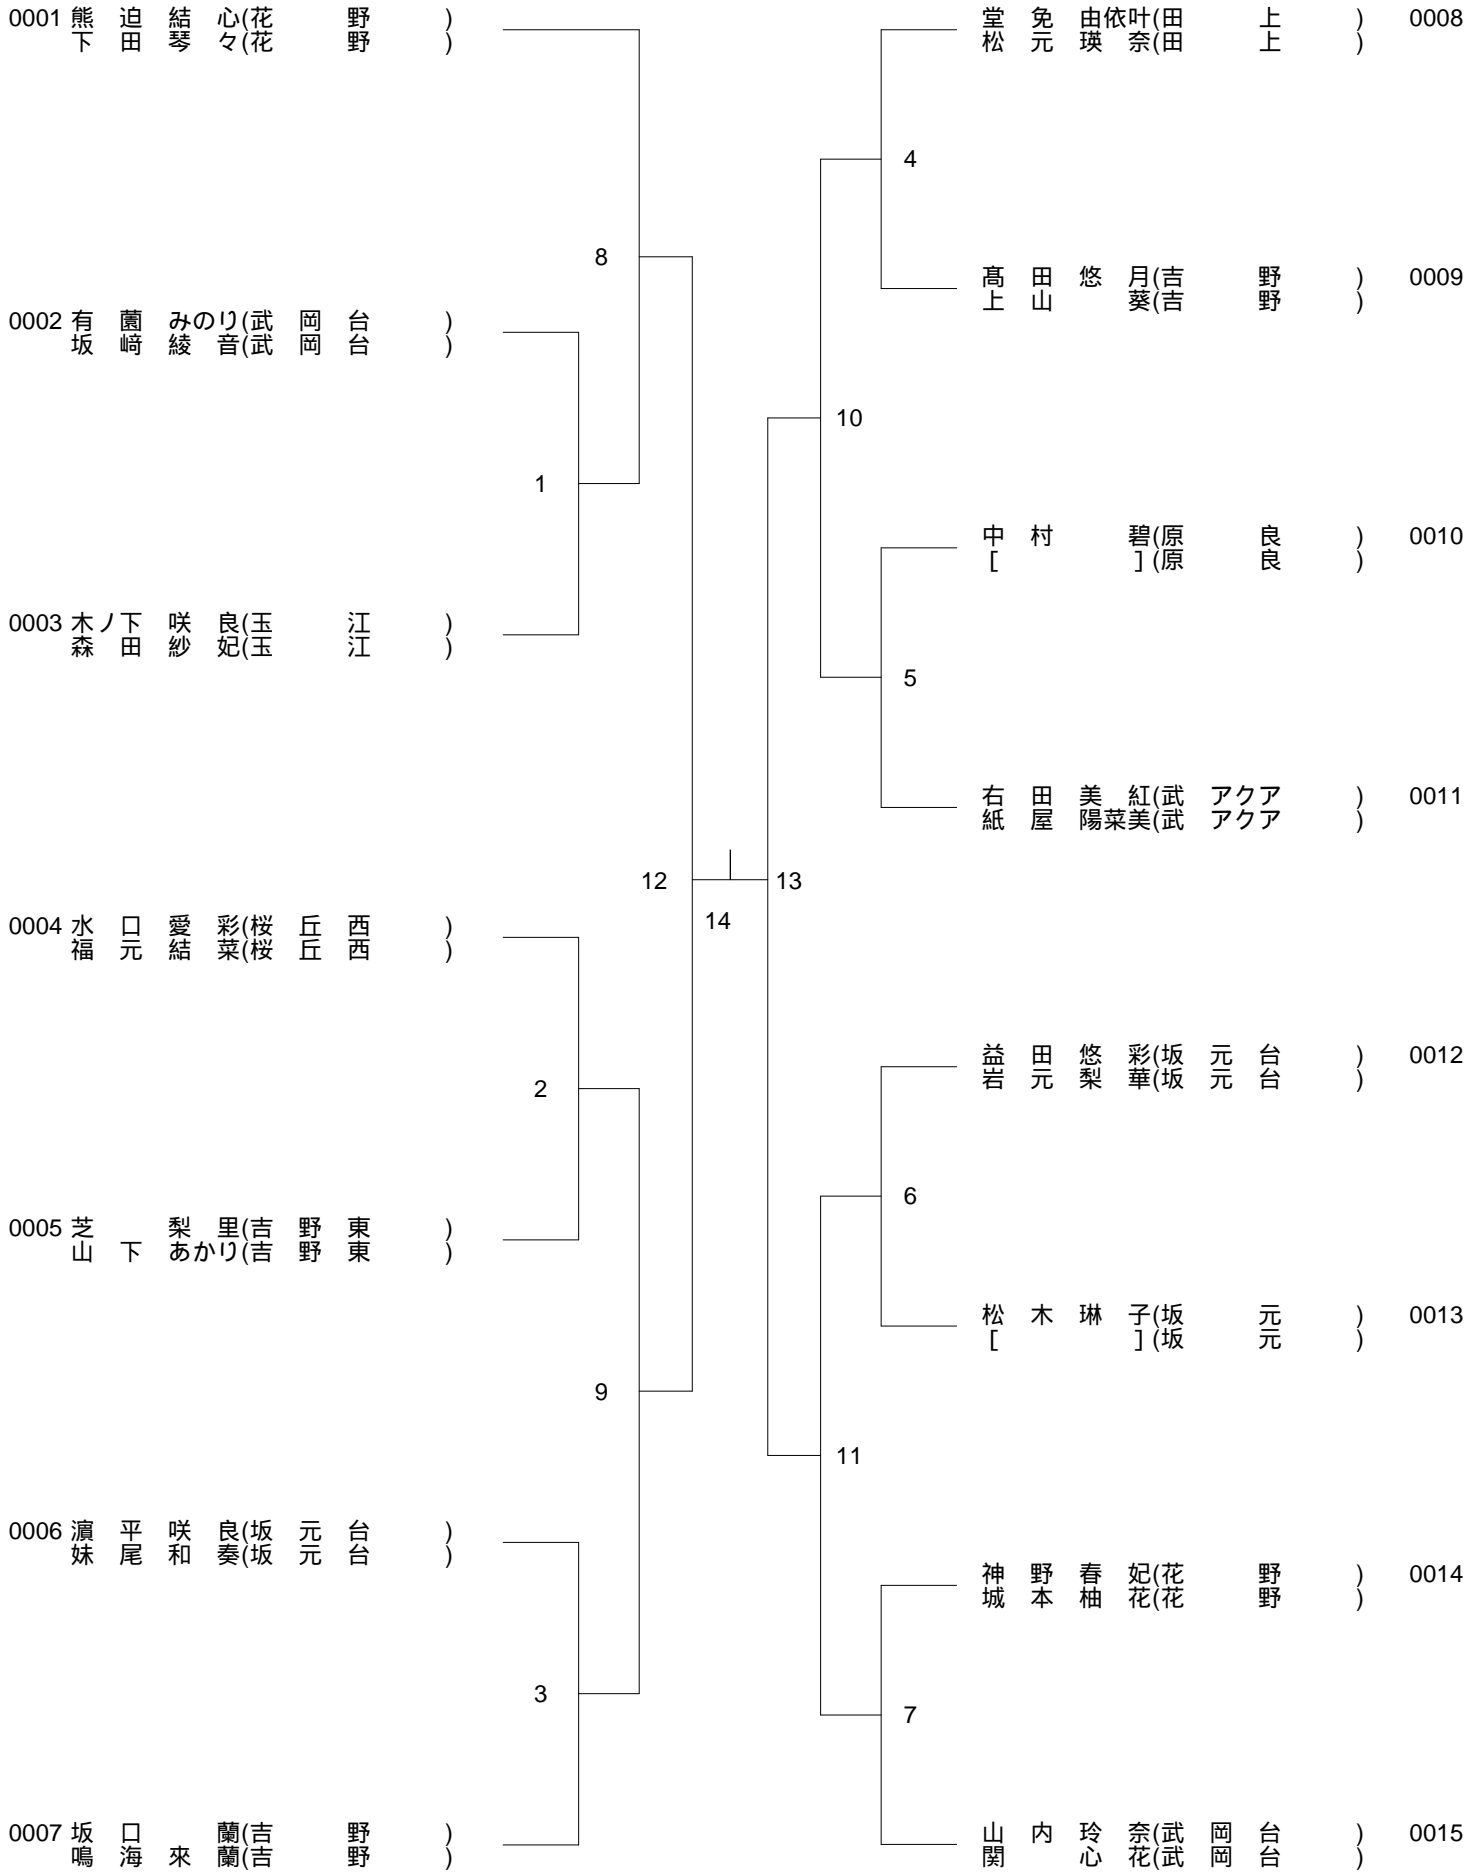 0001 熊 迫 結 心(花 野 )
下 田 琴 々(花 野 )
8
0002 有 薗 みのり(武 岡 台 )
坂 﨑 綾 音(武 岡 台 )
1
0003 木ノ下 咲 良(玉 江 )
森 田 紗 妃(玉 江 )
12
0004 水 口 愛 彩(桜 丘 西 )
福 元 結 菜(桜 丘 西 )
2
0005 芝 梨 里(吉 野 東 )
山 下 あかり(吉 野 東 )
9
0006 濵 平 咲 良(坂 元 台 )
妹 尾 和 奏(坂 元 台 )
3
0007 坂 口 蘭(吉 野 )
鳴 海 來 蘭(吉 野 )
14
堂 免 由依叶(田 上 ) 0008
松 元 瑛 奈(田 上 )
4
髙 田 悠 月(吉 野 ) 0009
上 山 葵(吉 野 )
10
中 村 碧(原 良 ) 0010
[ ](原 良 )
5
右 田 美 紅(武 アクア ) 0011
紙 屋 陽菜美(武 アクア )
13
益 田 悠 彩(坂 元 台 ) 0012
岩 元 梨 華(坂 元 台 )
6
松 木 琳 子(坂 元 ) 0013
[ ](坂 元 )
11
神 野 春 妃(花 野 ) 0014
城 本 柚 花(花 野 )
7
山 内 玲 奈(武 岡 台 ) 0015
関 心 花(武 岡 台 )